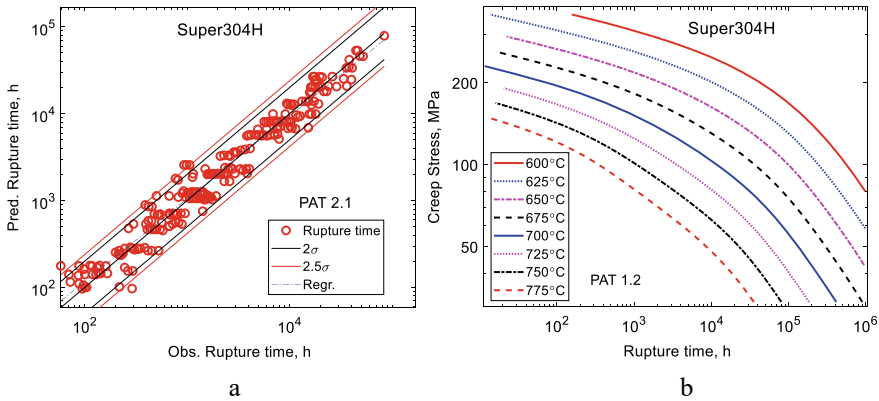 Super304H
Pred. Rupture time, h
10^5
10^4
10^3
10^2
PAT 2.1
Rupture time
2σ
2.5σ
Regr.
10^2
10^4
Obs. Rupture time, h
a
Super304H
Creep Stress, MPa
200
100
50
600°C
625°C
650°C
675°C
700°C
725°C
750°C
775°C
PAT 1.2
10^2
10^3
10^4
10^5
10^6
Rupture time, h
b